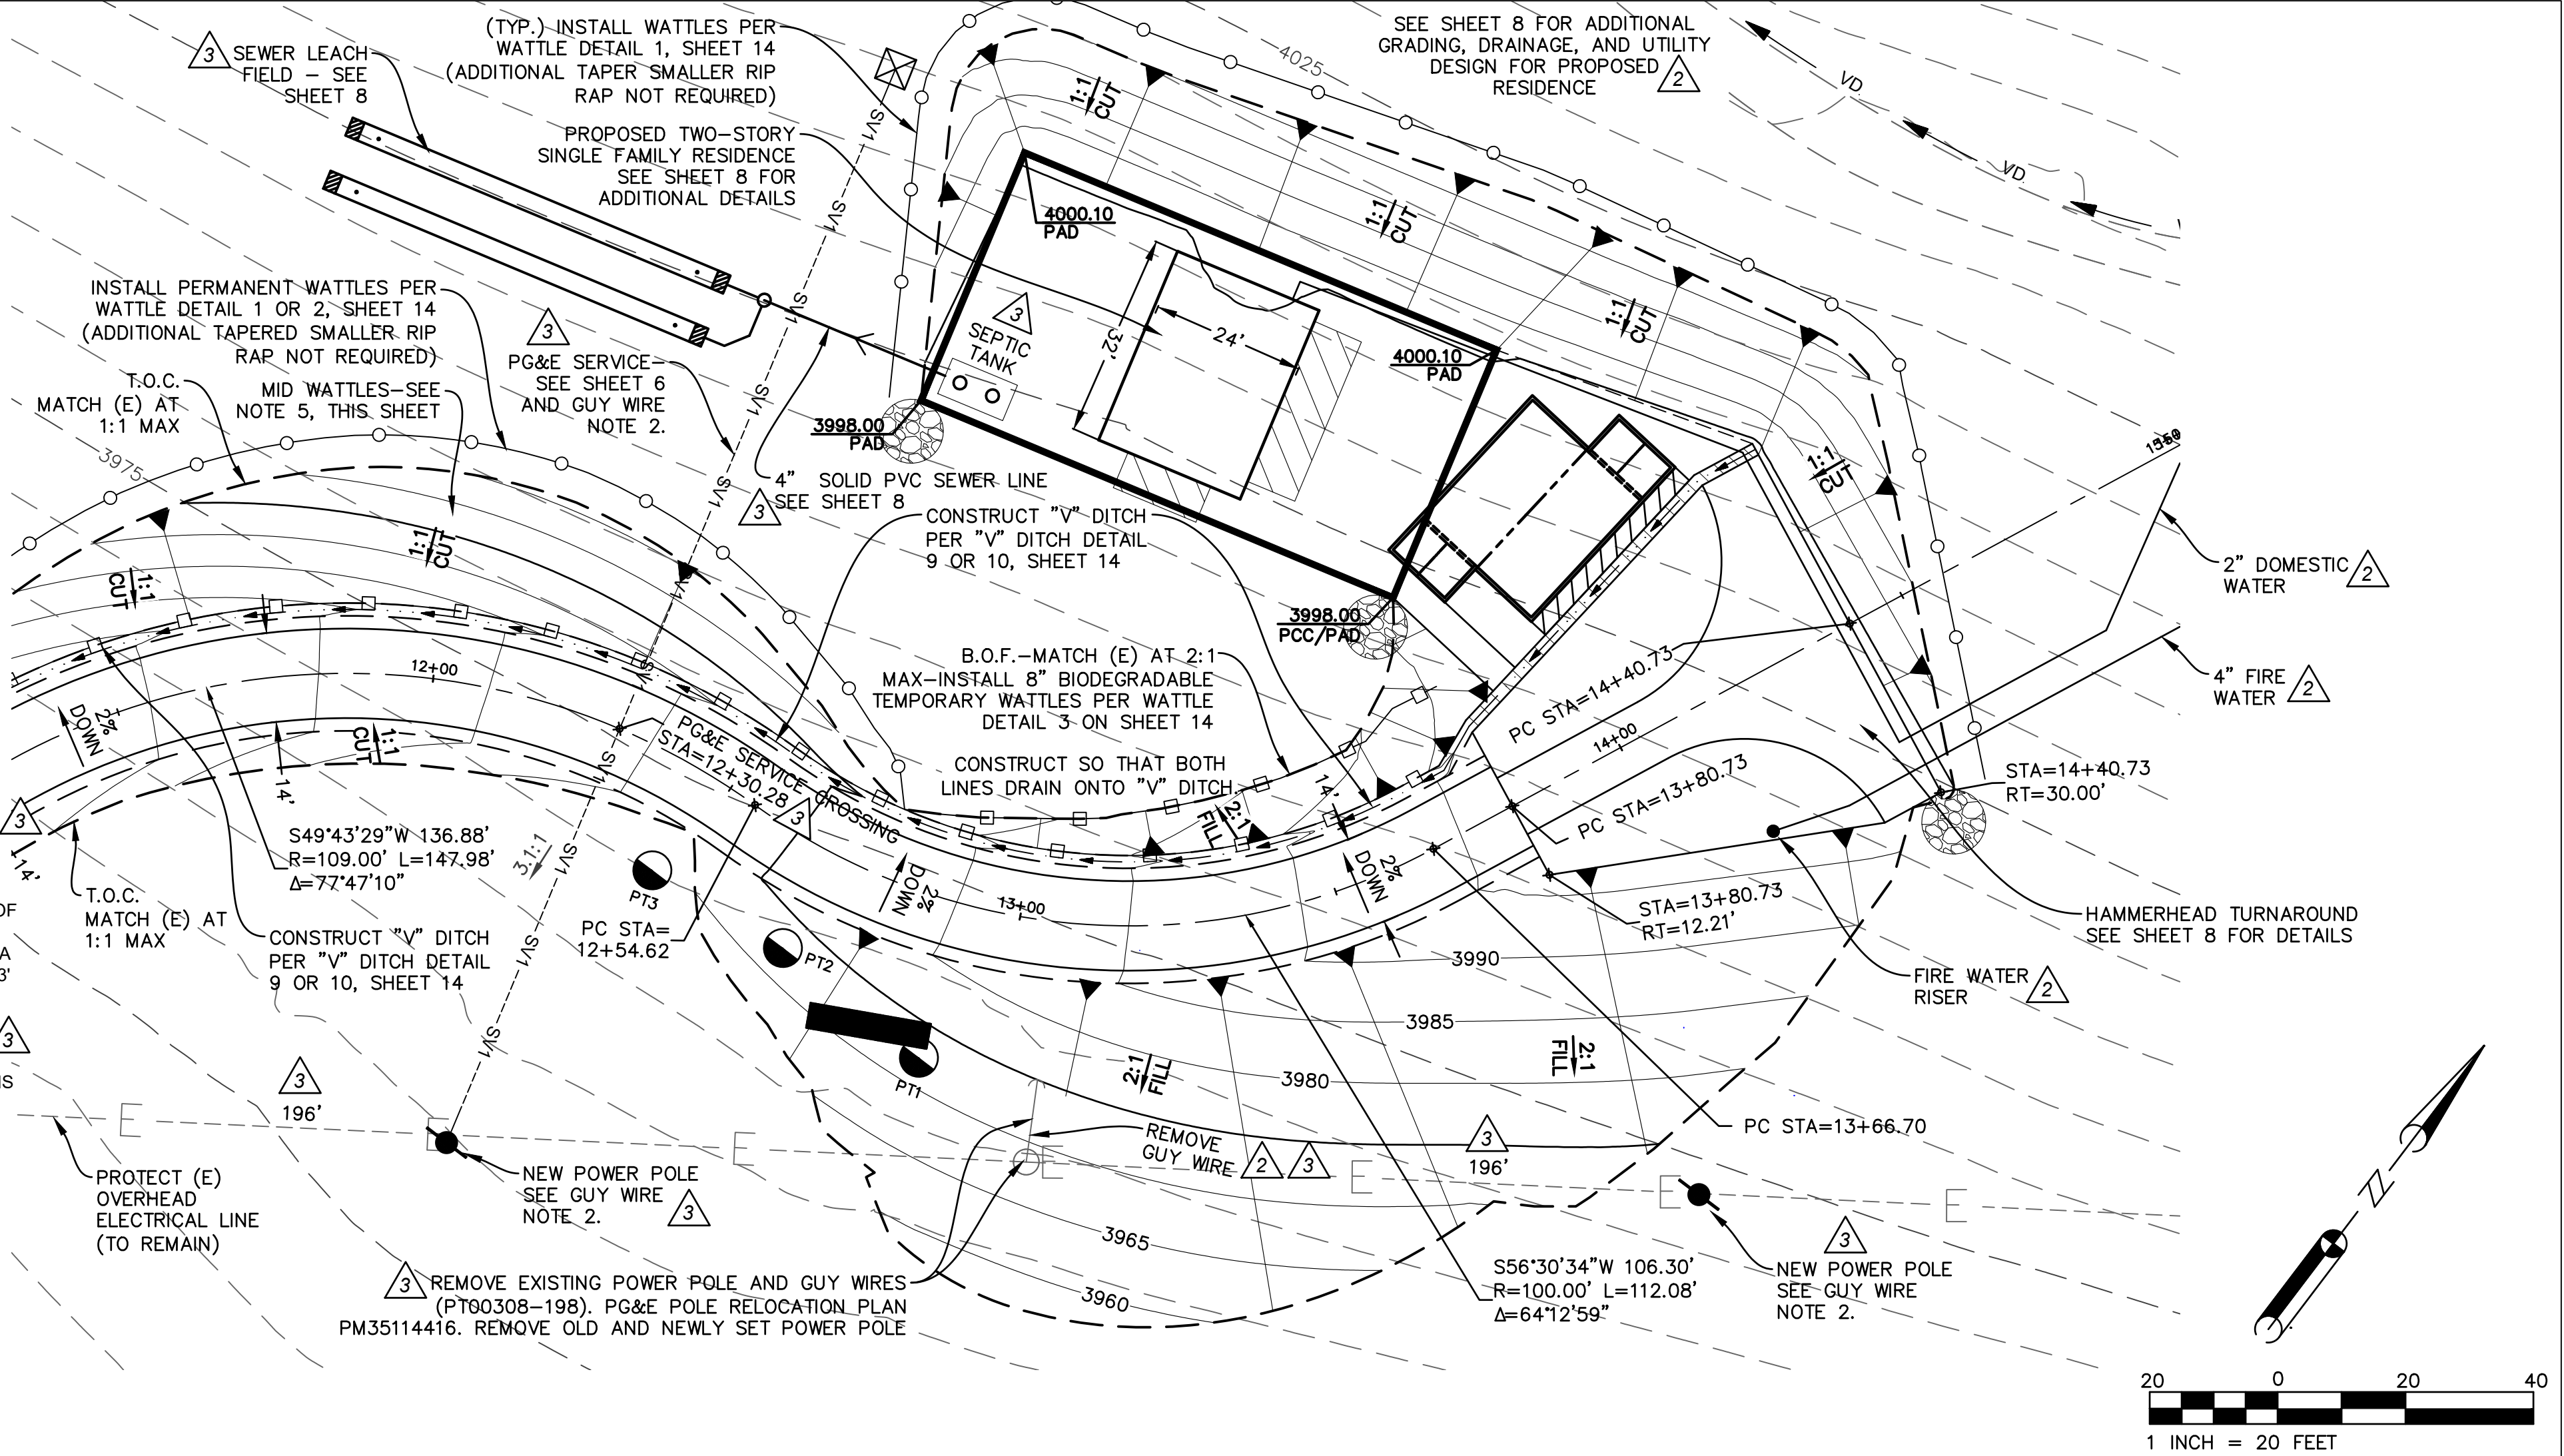 3
SEWER LEACH
FIELD – SEE
SHEET 8
(TYP.) INSTALL WATTLES PER
WATTLE DETAIL 1, SHEET 14
(ADDITIONAL TAPER SMALLER RIP
RAP NOT REQUIRED)
PROPOSED TWO–STORY
SINGLE FAMILY RESIDENCE
SEE SHEET 8 FOR
ADDITIONAL DETAILS
SEE SHEET 8 FOR ADDITIONAL
GRADING, DRAINAGE, AND UTILITY
DESIGN FOR PROPOSED
RESIDENCE
2
4025
VD.
VD.
1:1
CUT
1:1
CUT
1:1
CUT
1:1
CUT
SV1
SV1
SV1
SV1
SV1
4000.10
PAD
4000.10
PAD
3998.00
PAD
3998.00
PCC/PAD
3
SEPTIC
TANK
32'
24'
INSTALL PERMANENT WATTLES PER
WATTLE DETAIL 1 OR 2, SHEET 14
(ADDITIONAL TAPERED SMALLER RIP
RAP NOT REQUIRED)
T.O.C.
MATCH (E) AT
1:1 MAX
MID WATTLES–SEE
NOTE 5, THIS SHEET
3
PG&E SERVICE
SEE SHEET 6
AND GUY WIRE
NOTE 2.
3975
4" SOLID PVC SEWER LINE
SEE SHEET 8
3
CONSTRUCT "V" DITCH
PER "V" DITCH DETAIL
9 OR 10, SHEET 14
1:1
CUT
1:1
CUT
1:1
CUT
2" DOMESTIC
WATER
2
4" FIRE
WATER
2
B.O.F.–MATCH (E) AT 2:1
MAX–INSTALL 8" BIODEGRADABLE
TEMPORARY WATTLES PER WATTLE
DETAIL 3 ON SHEET 14
CONSTRUCT SO THAT BOTH
LINES DRAIN ONTO "V" DITCH.
12+00
2%
DOWN
14'
PG&E SERVICE CROSSING
STA=12+30.28
3
PC STA=14+40.73
14+00
PC STA=13+80.73
STA=14+40.73
RT=30.00'
14'
2:1
FILL
2%
DOWN
2%
DOWN
13+00
3
14'
S49°43'29"W 136.88'
R=109.00' L=147.98'
Δ=77°47'10"
T.O.C.
MATCH (E) AT
1:1 MAX
CONSTRUCT "V" DITCH
PER "V" DITCH DETAIL
9 OR 10, SHEET 14
3.1:1
SV1
SV1
SV1
SV1
PT3
PT2
PT1
PC STA=
12+54.62
STA=13+80.73
RT=12.21'
HAMMERHEAD TURNAROUND
SEE SHEET 8 FOR DETAILS
FIRE WATER
RISER
2
3990
3985
3980
3965
3960
2:1
FILL
2:1
FILL
OF
A
3'
3
IS
3
196'
PROTECT (E)
OVERHEAD
ELECTRICAL LINE
(TO REMAIN)
E
E
E
E
E
E
E
NEW POWER POLE
SEE GUY WIRE
NOTE 2.
3
REMOVE
GUY WIRE
2
3
3
196'
PC STA=13+66.70
3
REMOVE EXISTING POWER POLE AND GUY WIRES
(PT00308–198). PG&E POLE RELOCATION PLAN
PM35114416. REMOVE OLD AND NEWLY SET POWER POLE
S56°30'34"W 106.30'
R=100.00' L=112.08'
Δ=64°12'59"
3
NEW POWER POLE
SEE GUY WIRE
NOTE 2.
N
20 0 20 40
1 INCH = 20 FEET